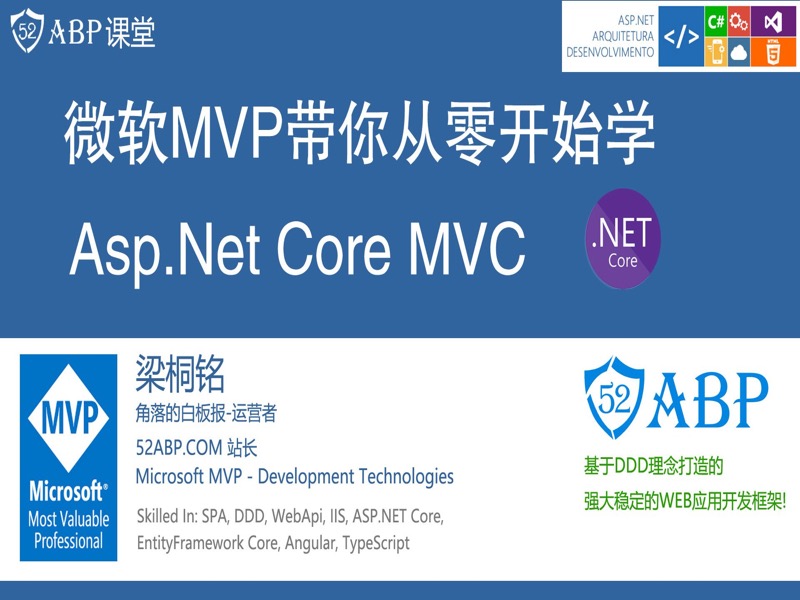 52 ABP 课堂
ASP.NET
ARQUITETURA
DESENVOLVIMENTO
</>
C#
HTML
5
微软MVP带你从零开始学
Asp.Net Core MVC
.NET
Core
MVP
Microsoft®
Most Valuable
Professional
梁桐铭
角落的白板报-运营者
52ABP.COM 站长
Microsoft MVP - Development Technologies
Skilled In: SPA, DDD, WebApi, IIS, ASP.NET Core,
EntityFramework Core, Angular, TypeScript
52 ABP
基于DDD理念打造的
强大稳定的WEB应用开发框架!